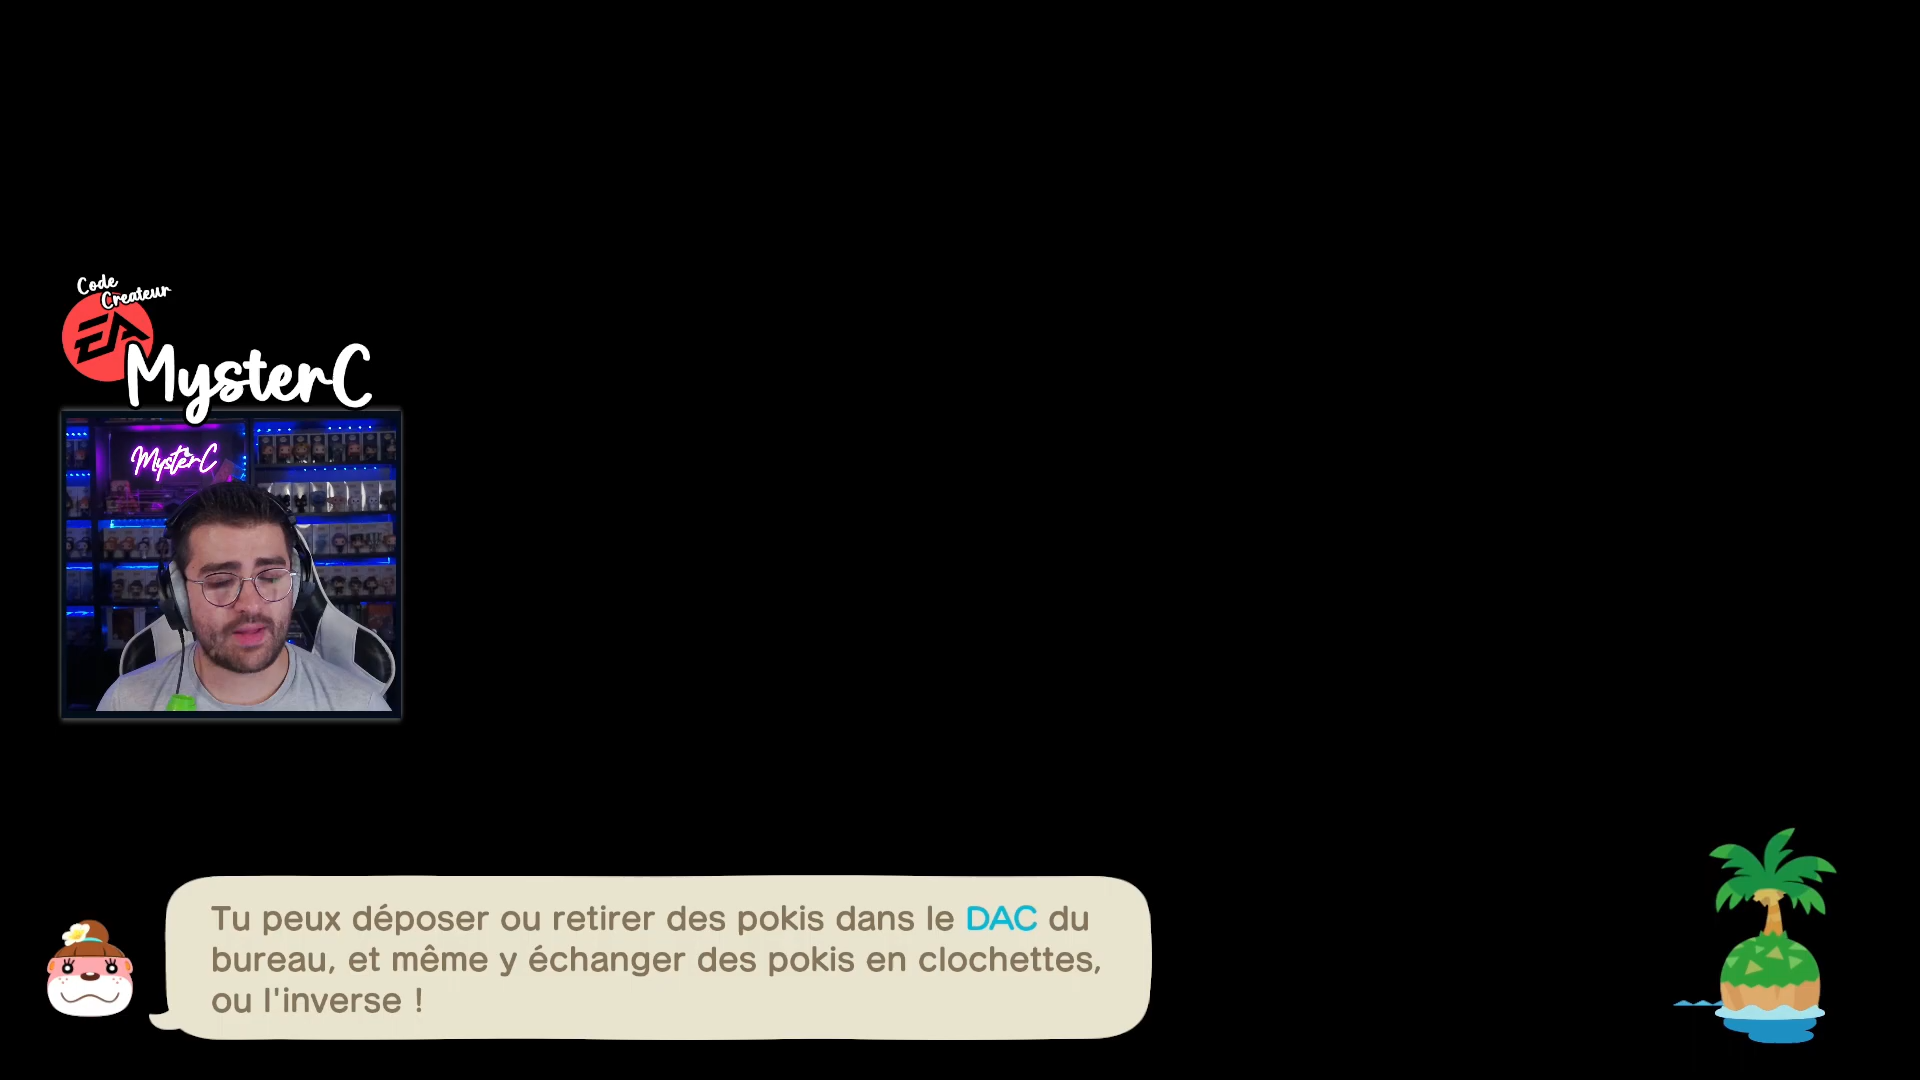 Code
Createur
EA
MysterC
MysterC
Tu peux déposer ou retirer des pokis dans le DAC du
bureau, et même y échanger des pokis en clochettes,
ou l'inverse !